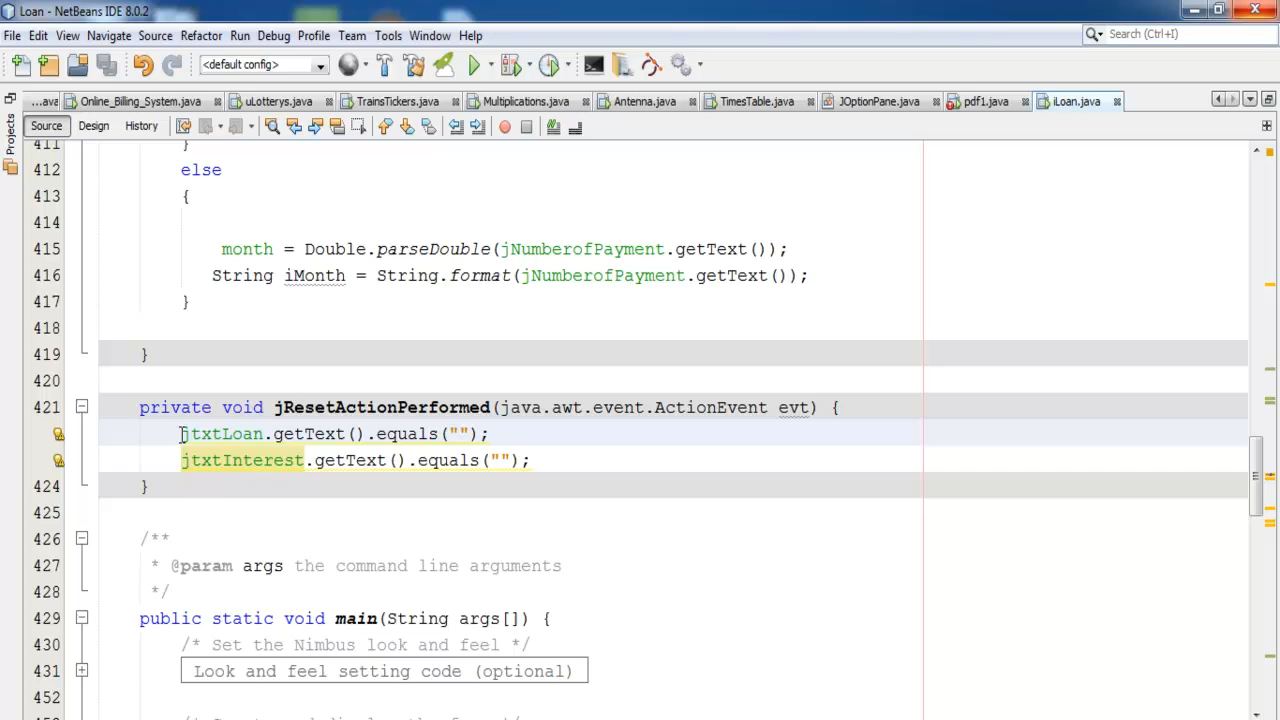 Loan - NetBeans IDE 8.0.2
File Edit View Navigate Source Refactor Run Debug Profile Team Tools Window Help
Search (Ctrl+I)
<default config>
...ava Online_Billing_System.java uLotterys.java TrainsTickers.java Multiplications.java Antenna.java TimesTable.java JOptionPane.java pdf1.java iLoan.java
Projects
Source Design History
411 }
412 else
413 {
414
415 month = Double.parseDouble(jNumberofPayment.getText());
416 String iMonth = String.format(jNumberofPayment.getText());
417 }
418
419 }
420
421 private void jResetActionPerformed(java.awt.event.ActionEvent evt) {
jtxtLoan.getText().equals("");
jtxtInterest.getText().equals("");
424 }
425
426 /**
427 * @param args the command line arguments
428 */
429 public static void main(String args[]) {
430 /* Set the Nimbus look and feel */
431 Look and feel setting code (optional)
452